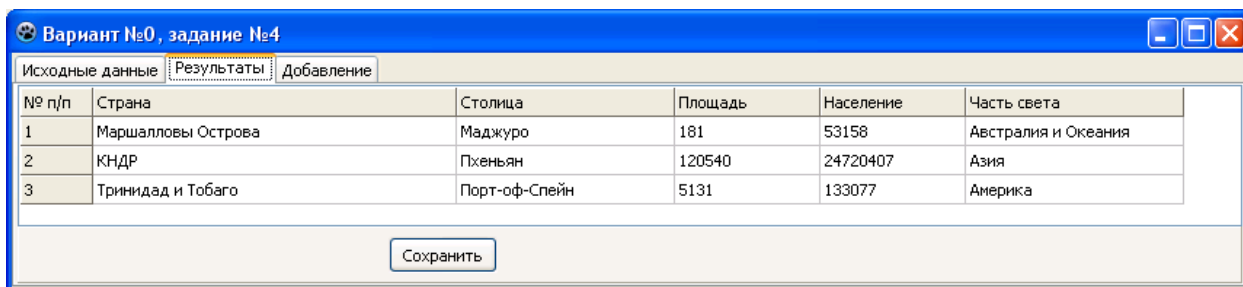 Вариант №0, задание №4
Исходные данные Результаты Добавление
№ п/п Страна Столица Площадь Население Часть света
1 Маршалловы Острова Маджуро 181 53158 Австралия и Океания
2 КНДР Пхеньян 120540 24720407 Азия
3 Тринидад и Тобаго Порт-оф-Спейн 5131 133077 Америка
Сохранить